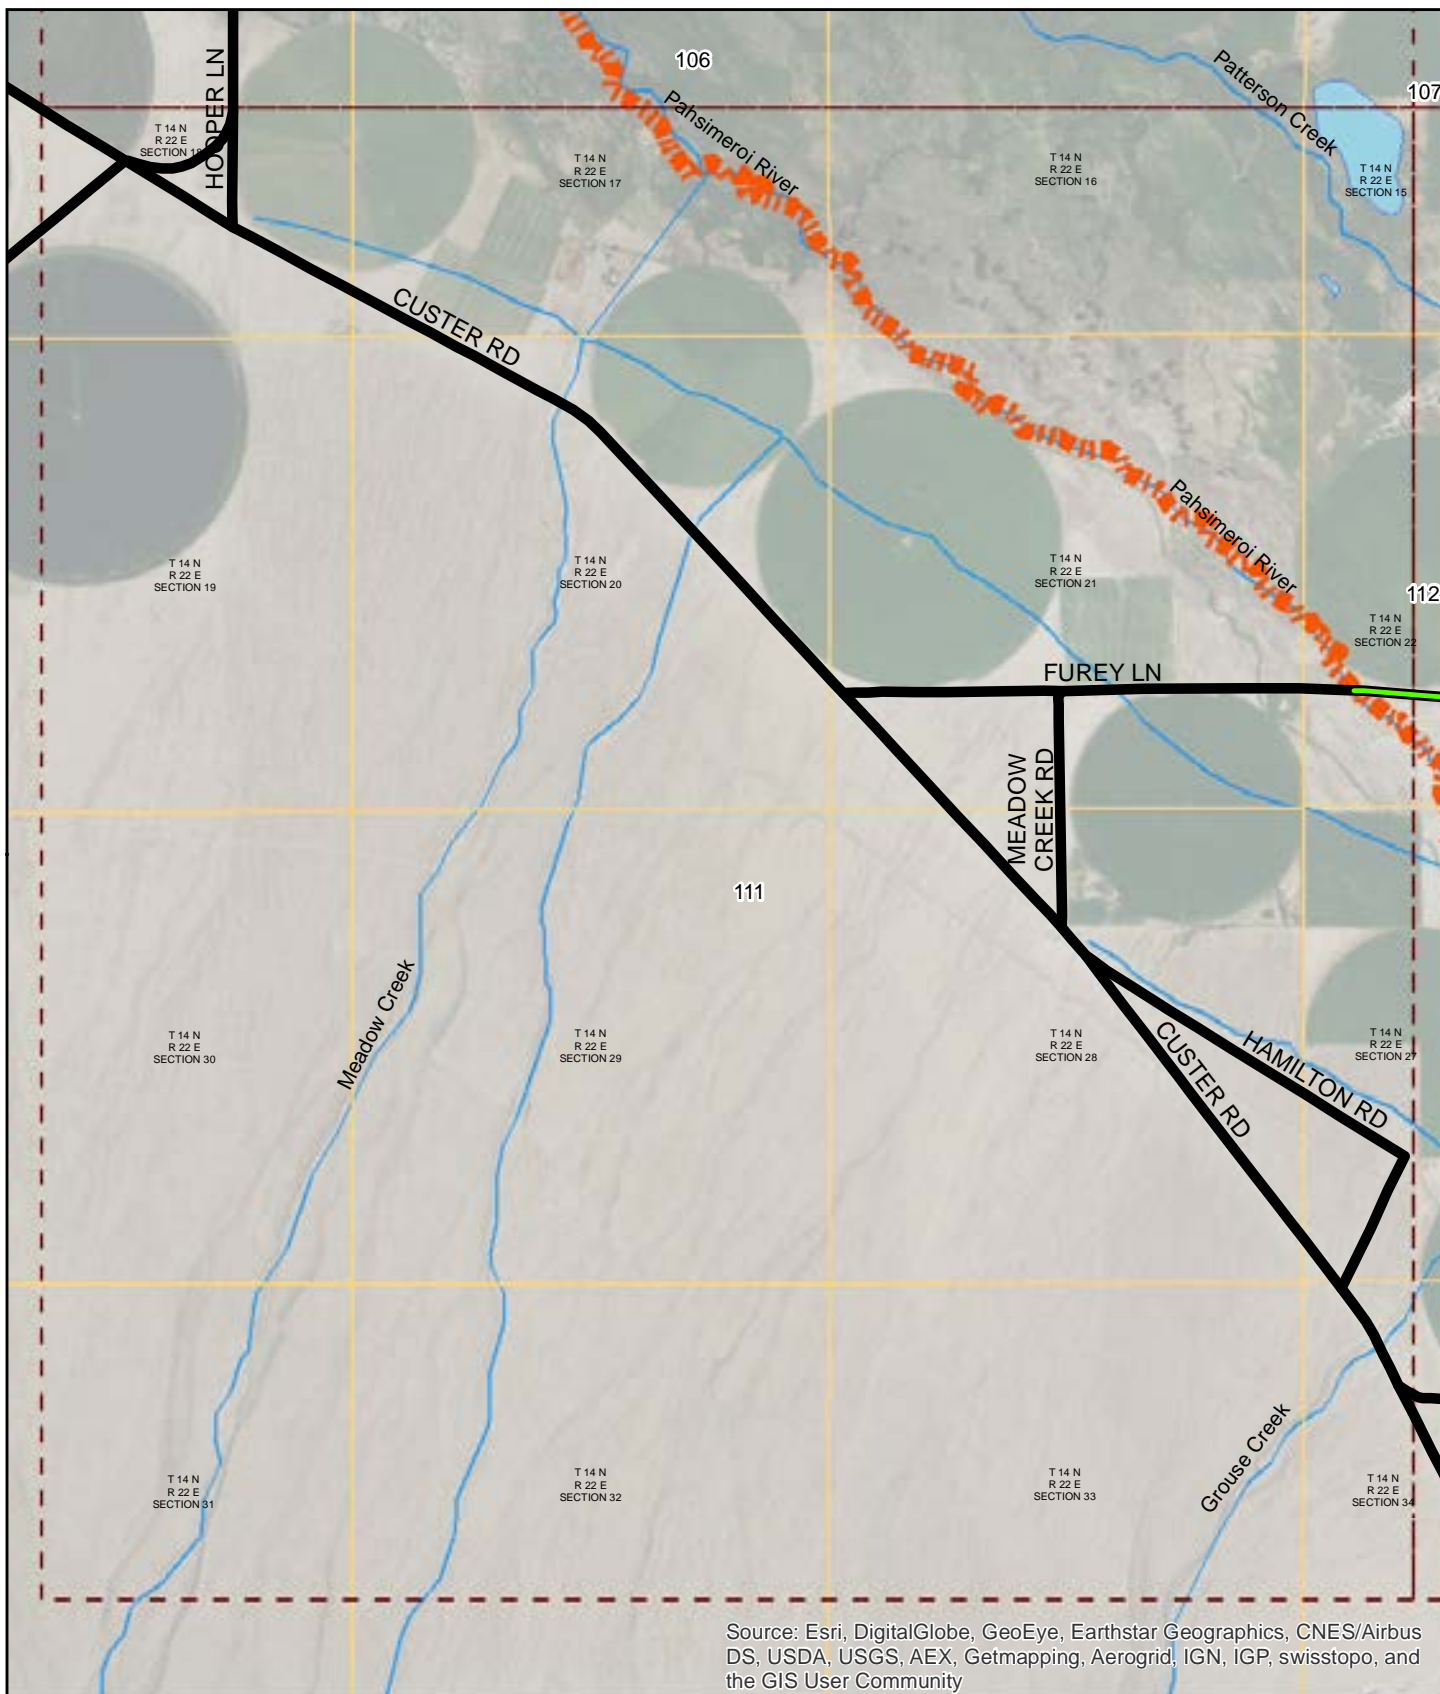 106
107
HOOPER LN
Pahsimeroi River
Patterson Creek
T 14 N
R 22 E
SECTION 18
T 14 N
R 22 E
SECTION 17
T 14 N
R 22 E
SECTION 16
T 14 N
R 22 E
SECTION 15
CUSTER RD
Pahsimeroi River
T 14 N
R 22 E
SECTION 19
T 14 N
R 22 E
SECTION 20
T 14 N
R 22 E
SECTION 21
112
T 14 N
R 22 E
SECTION 22
FUREY LN
MEADOW
CREEK RD
111
Meadow Creek
T 14 N
R 22 E
SECTION 30
T 14 N
R 22 E
SECTION 29
T 14 N
R 22 E
SECTION 28
T 14 N
R 22 E
SECTION 27
CUSTER RD
HAMILTON RD
Grouse Creek
T 14 N
R 22 E
SECTION 31
T 14 N
R 22 E
SECTION 32
T 14 N
R 22 E
SECTION 33
T 14 N
R 22 E
SECTION 34
Source: Esri, DigitalGlobe, GeoEye, Earthstar Geographics, CNES/Airbus
DS, USDA, USGS, AEX, Getmapping, Aerogrid, IGN, IGP, swisstopo, and
the GIS User Community